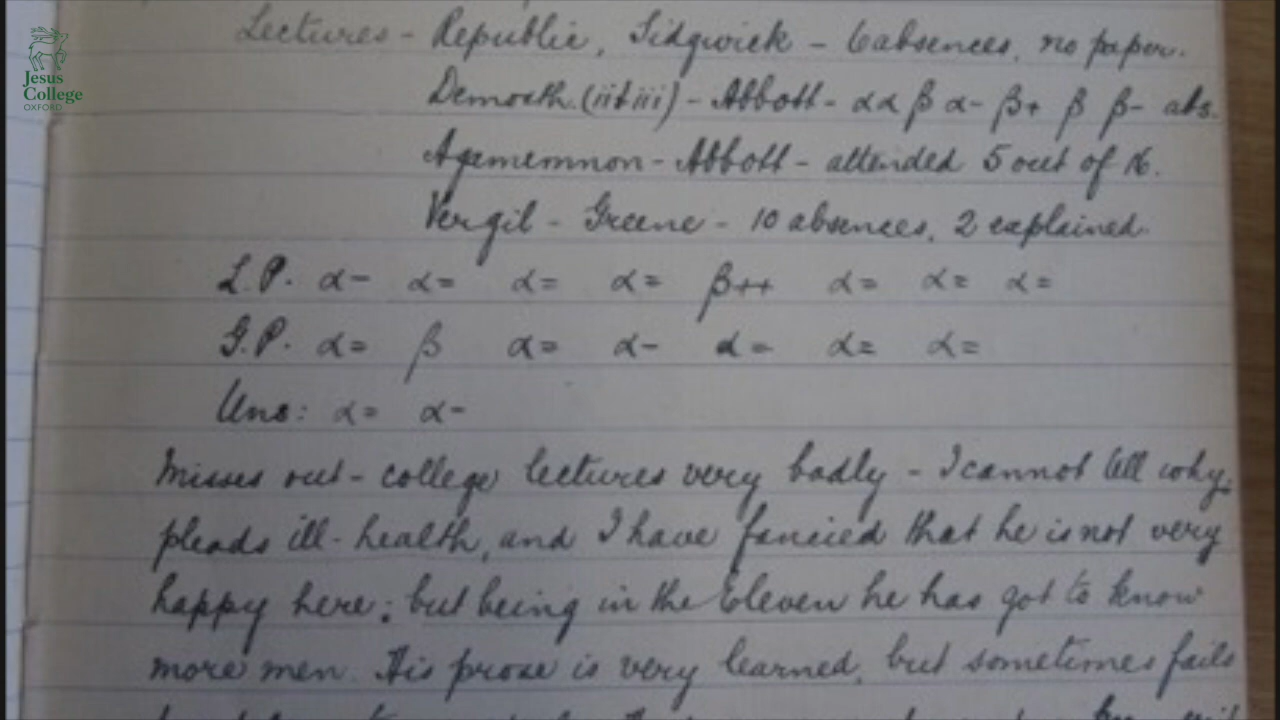 Jesus
College
OXFORD
Lectures - Republic, Sidgwick - 6 absences, no paper.
Demosth. (ii+iii) - Abbott - αα β α- β+ β β- abs.
Agamemnon - Abbott - attended 5 out of 16.
Vergil - Greene - 10 absences, 2 explained.
L.P. α- α= α= α= β++ α= α= α=
G.P. α= β α= α- α= α= α=
Uns: α= α-
Misses out-college lectures very badly - I cannot tell why.
pleads ill-health, and I have fancied that he is not very
happy here; but being in the Eleven he has got to know
more men. His prose is very learned, but sometimes fails